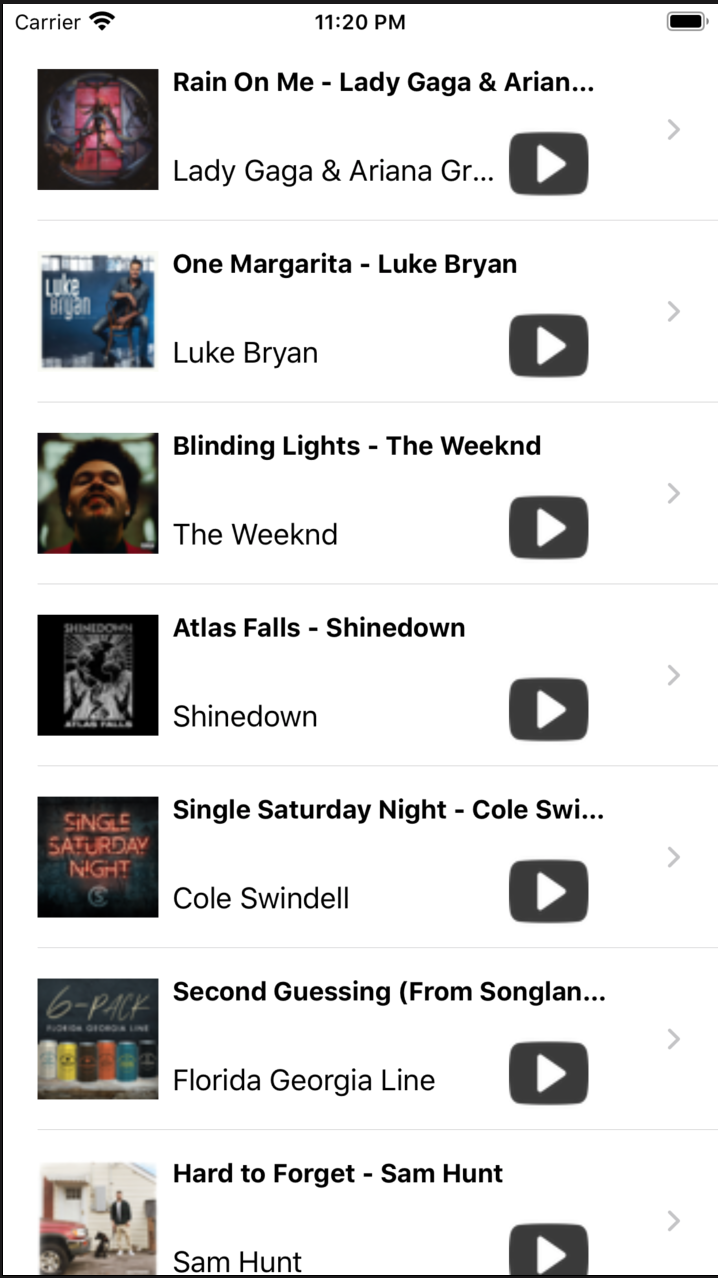 Carrier
11:20 PM
Rain On Me - Lady Gaga & Arian...
Lady Gaga & Ariana Gr...
Luke
Bryan
One Margarita - Luke Bryan
Luke Bryan
Blinding Lights - The Weeknd
The Weeknd
SHINEDOWN
ATLAS FALLS
Atlas Falls - Shinedown
Shinedown
SINGLE
SATURDAY
NIGHT
Single Saturday Night - Cole Swi...
Cole Swindell
6-PACK
FLORIDA GEORGIA LINE
Second Guessing (From Songlan...
Florida Georgia Line
Hard to Forget - Sam Hunt
Sam Hunt